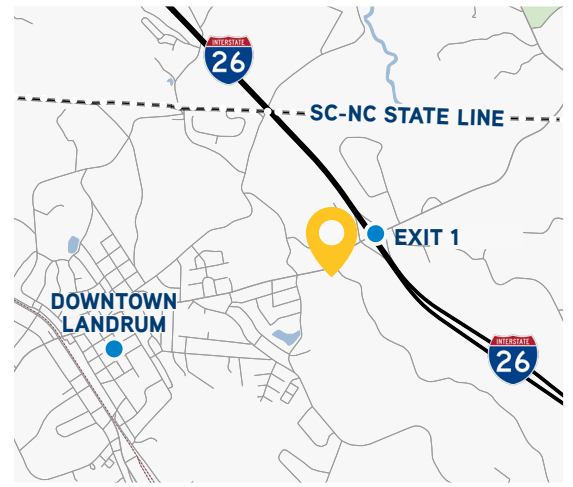 INTERSTATE
26
SC-NC STATE LINE
EXIT 1
DOWNTOWN
LANDRUM
INTERSTATE
26